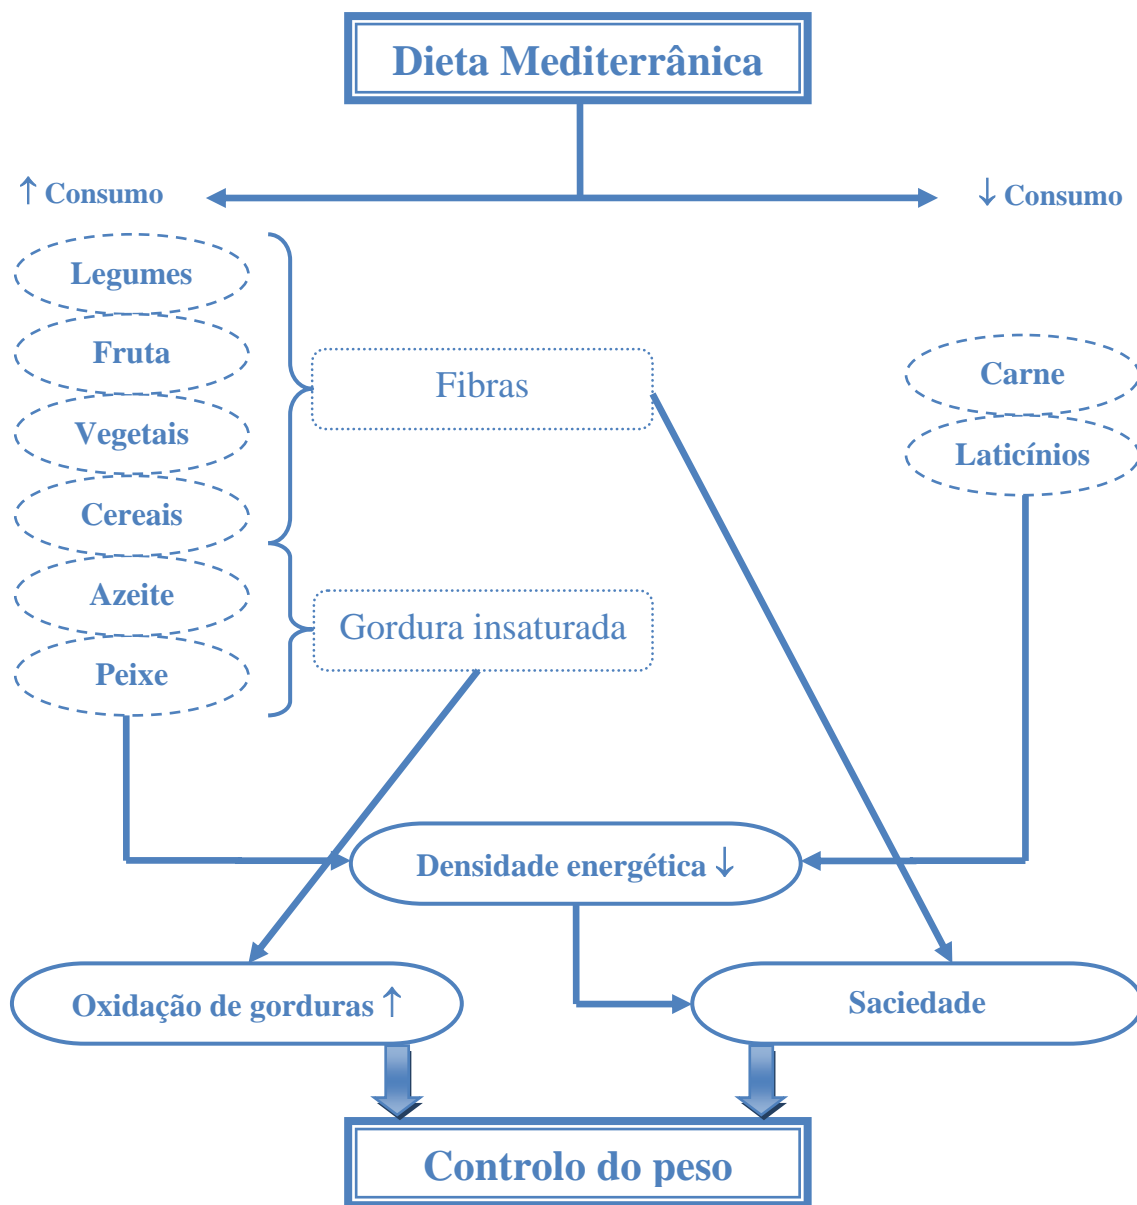 Dieta Mediterrânica
↑ Consumo
↓ Consumo
Legumes
Fruta
Vegetais
Cereais
Azeite
Peixe
Fibras
Gordura insaturada
Carne
Laticínios
Densidade energética ↓
Oxidação de gorduras ↑
Saciedade
Controlo do peso